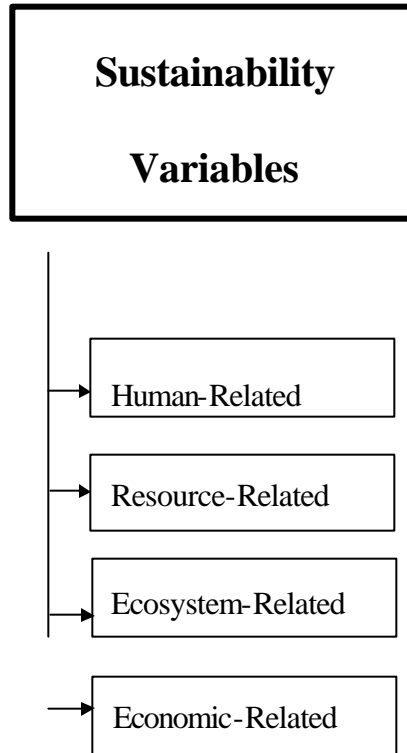 Sustainability
Variables
Human-Related
Resource-Related
Ecosystem-Related
Economic-Related